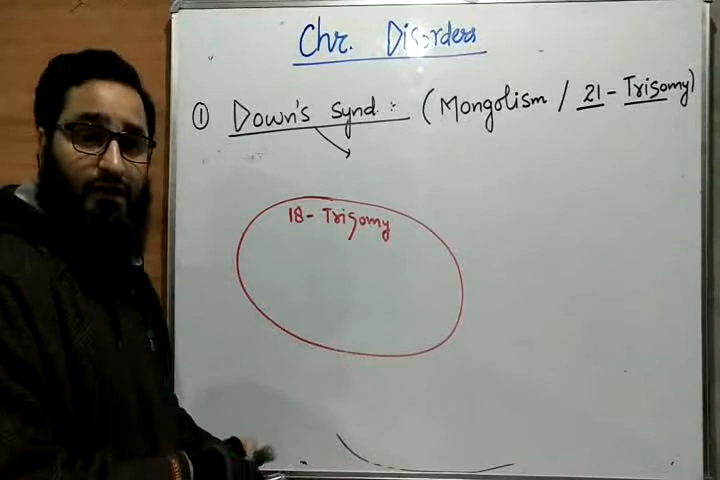 Chr. Disorders
① Down's Synd: (Mongolism / 21-Trisomy)
18-Trisomy